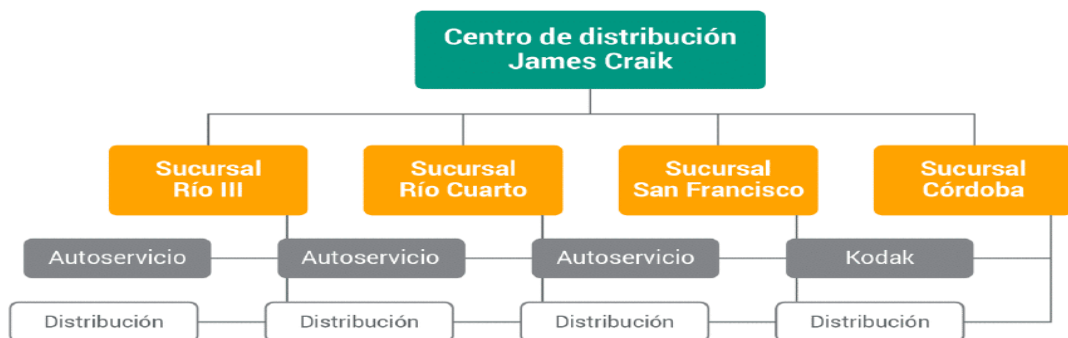 Centro de distribución
James Craik
Sucursal
Río III
Sucursal
Río Cuarto
Sucursal
San Francisco
Sucursal
Córdoba
Autoservicio
Autoservicio
Autoservicio
Kodak
Distribución
Distribución
Distribución
Distribución